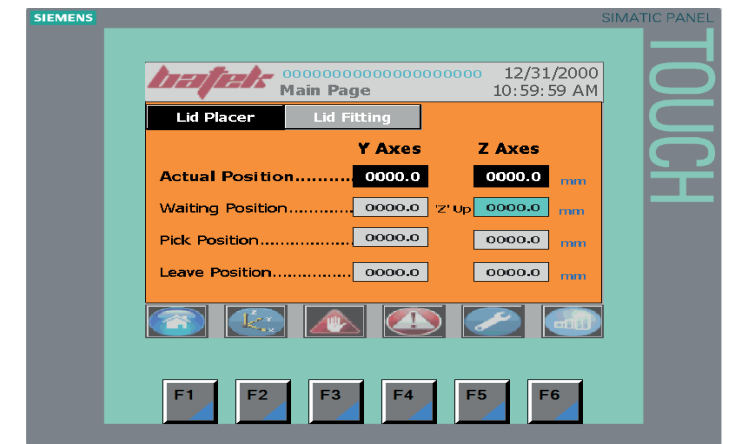 SIEMENS
SIMATIC PANEL
TOUCH
batek
0000000000000000000000 12/31/2000
Main Page 10:59:59 AM
Lid Placer Lid Fitting
Y Axes Z Axes
Actual Position.......... 0000.0 0000.0 mm
Waiting Position............ 0000.0 'Z' Up 0000.0 mm
Pick Position................. 0000.0 0000.0 mm
Leave Position............... 0000.0 0000.0 mm
F1 F2 F3 F4 F5 F6